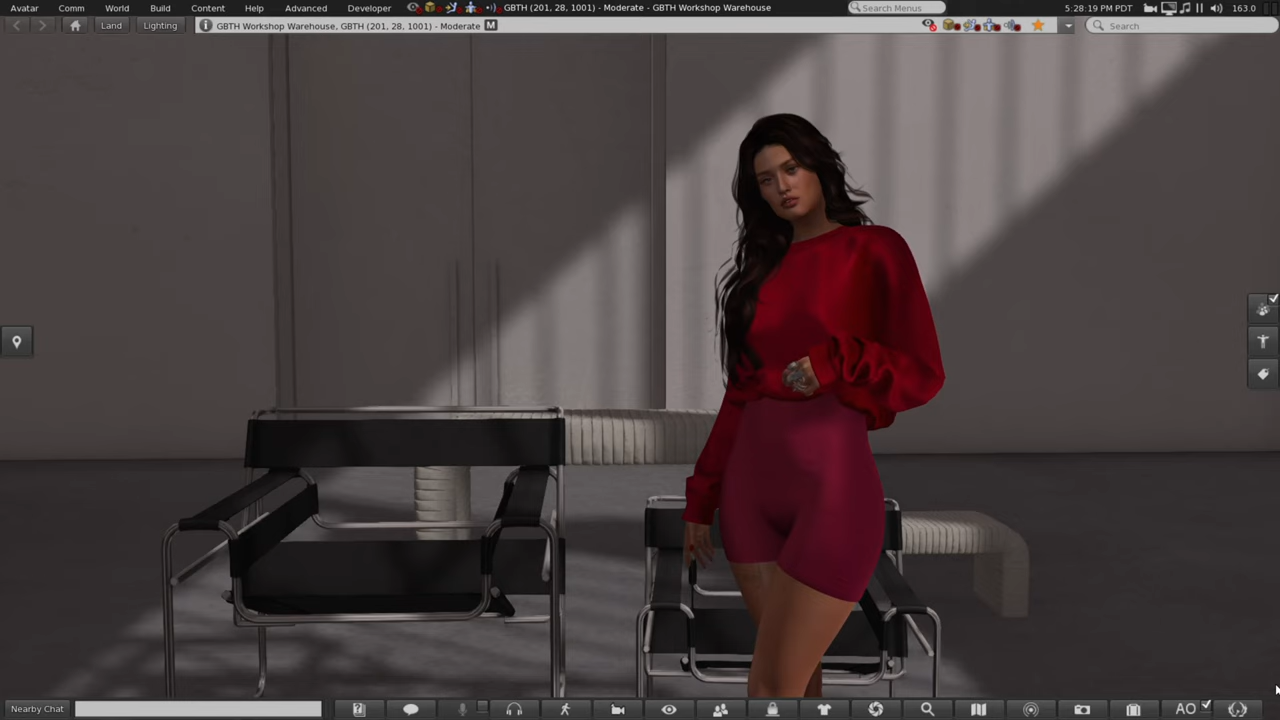 Avatar Comm World Build Content Help Advanced Developer GBTH (201, 28, 1001) - Moderate - GBTH Workshop Warehouse Search Menus 5:28:19 PM PDT 163.0
Land Lighting GBTH Workshop Warehouse, GBTH (201, 28, 1001) - Moderate M Search
Nearby Chat AO